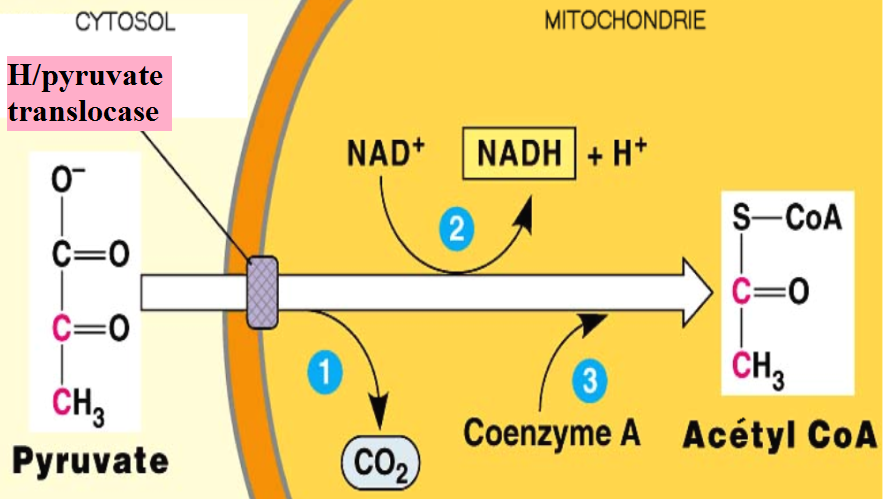 CYTOSOL
MITOCHONDRIE
H/pyruvate
translocase
NAD⁺ NADH + H⁺
O⁻
C=O
C=O
CH₃
Pyruvate
2
1
3
CO₂
Coenzyme A
S—CoA
C=O
CH₃
Acétyl CoA